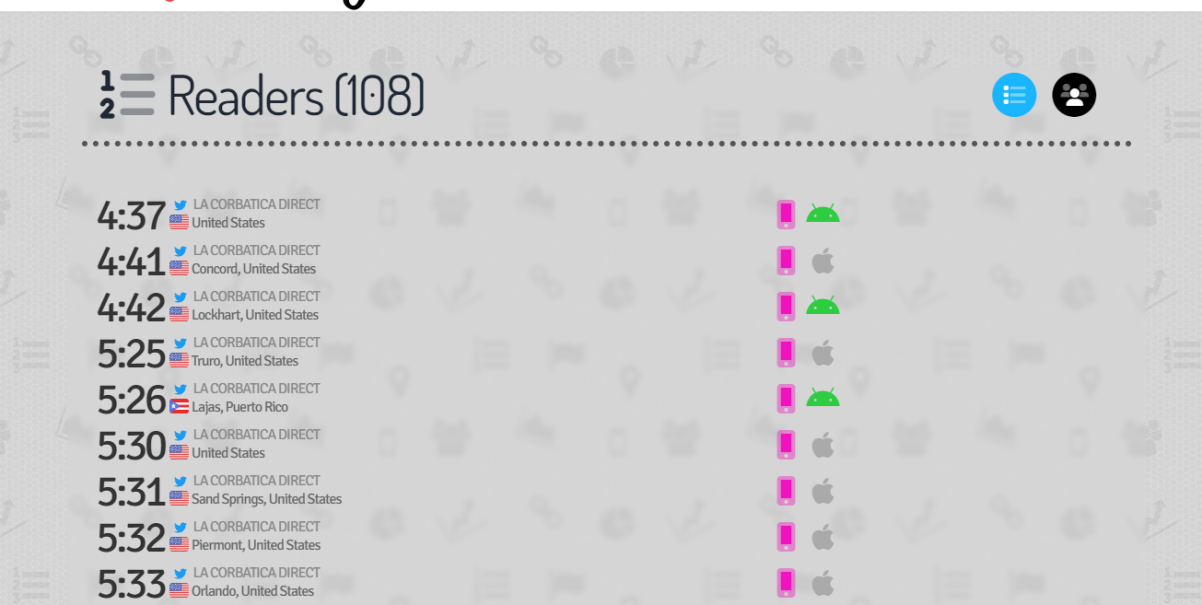 Readers (108)
4:37 LA CORBATICA DIRECT
United States
4:41 LA CORBATICA DIRECT
Concord, United States
4:42 LA CORBATICA DIRECT
Lockhart, United States
5:25 LA CORBATICA DIRECT
Truro, United States
5:26 LA CORBATICA DIRECT
Lajas, Puerto Rico
5:30 LA CORBATICA DIRECT
United States
5:31 LA CORBATICA DIRECT
Sand Springs, United States
5:32 LA CORBATICA DIRECT
Piermont, United States
5:33 LA CORBATICA DIRECT
Orlando, United States